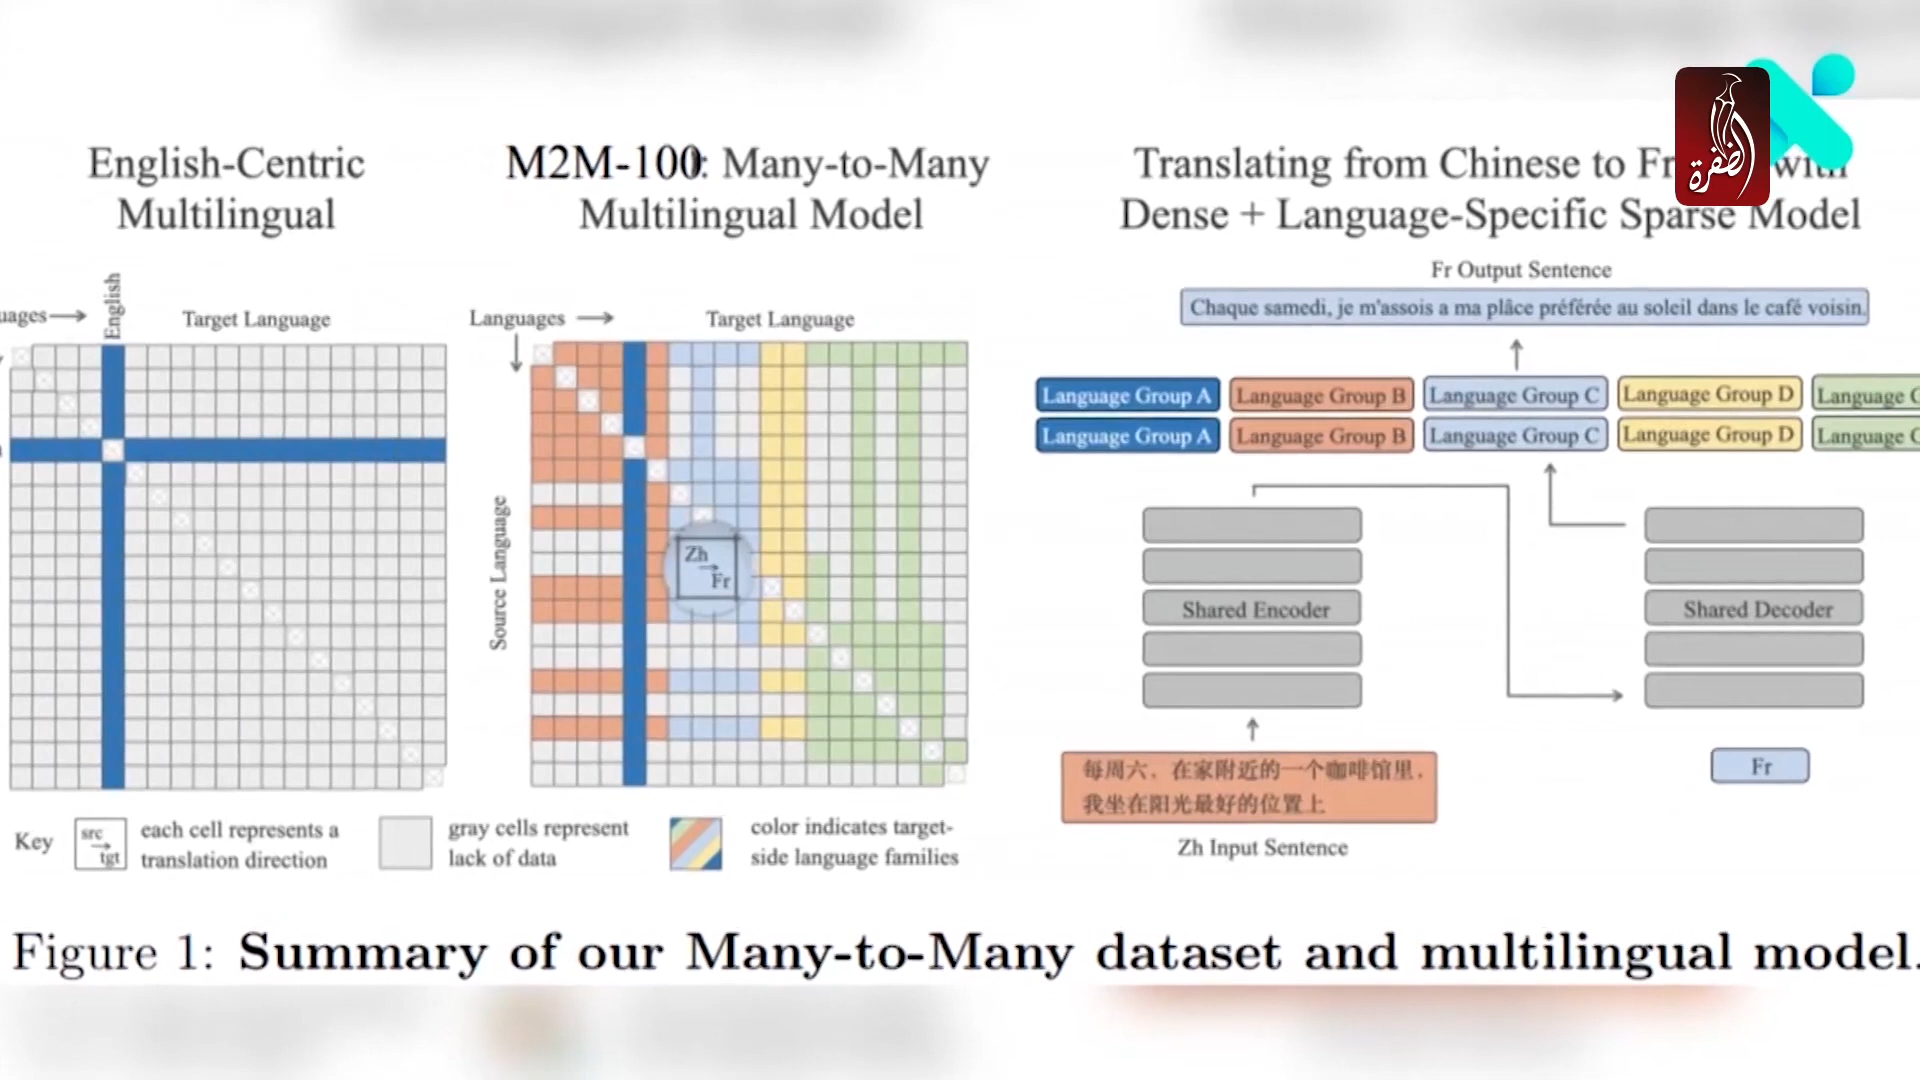 الظفرة
English-Centric
Multilingual
M2M-100: Many-to-Many
Multilingual Model
Translating from Chinese to Fr
Dense + Language-Specific Sparse Model
English
Target Language
Languages
Target Language
Source Language
Zh
Fr
Fr Output Sentence
Chaque samedi, je m'assois a ma plâce préférée au soleil dans le café voisin.
Language Group A Language Group B Language Group C Language Group D Language
Language Group A Language Group B Language Group C Language Group D Language
Shared Encoder
Shared Decoder
每周六，在家附近的一个咖啡馆里，
我坐在阳光最好的位置上
Zh Input Sentence
Fr
Key
src
tgt
each cell represents a
translation direction
gray cells represent
lack of data
color indicates target-
side language families
Figure 1: Summary of our Many-to-Many dataset and multilingual model.